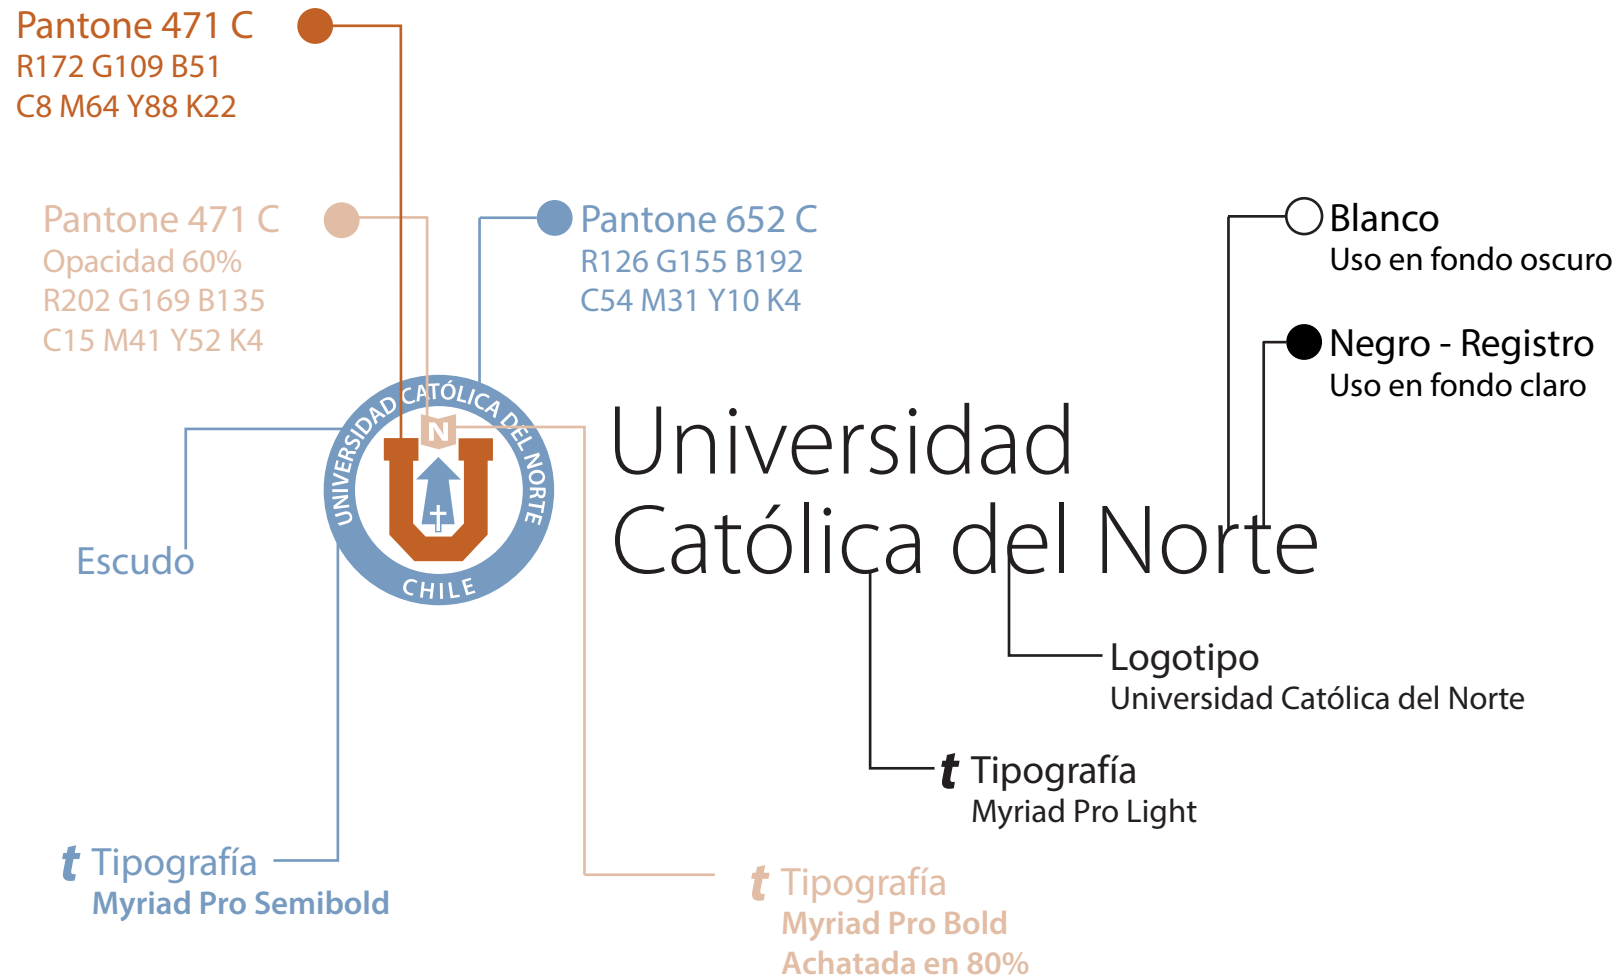 Pantone 471 C
R172 G109 B51
C8 M64 Y88 K22
Pantone 471 C
Opacidad 60%
R202 G169 B135
C15 M41 Y52 K4
Pantone 652 C
R126 G155 B192
C54 M31 Y10 K4
Blanco
Uso en fondo oscuro
Negro - Registro
Uso en fondo claro
UNIVERSIDAD CATÓLICA DEL NORTE
N
CHILE
Universidad
Católica del Norte
Escudo
Logotipo
Universidad Católica del Norte
t Tipografía
Myriad Pro Light
t Tipografía
Myriad Pro Semibold
t Tipografía
Myriad Pro Bold
Achatada en 80%